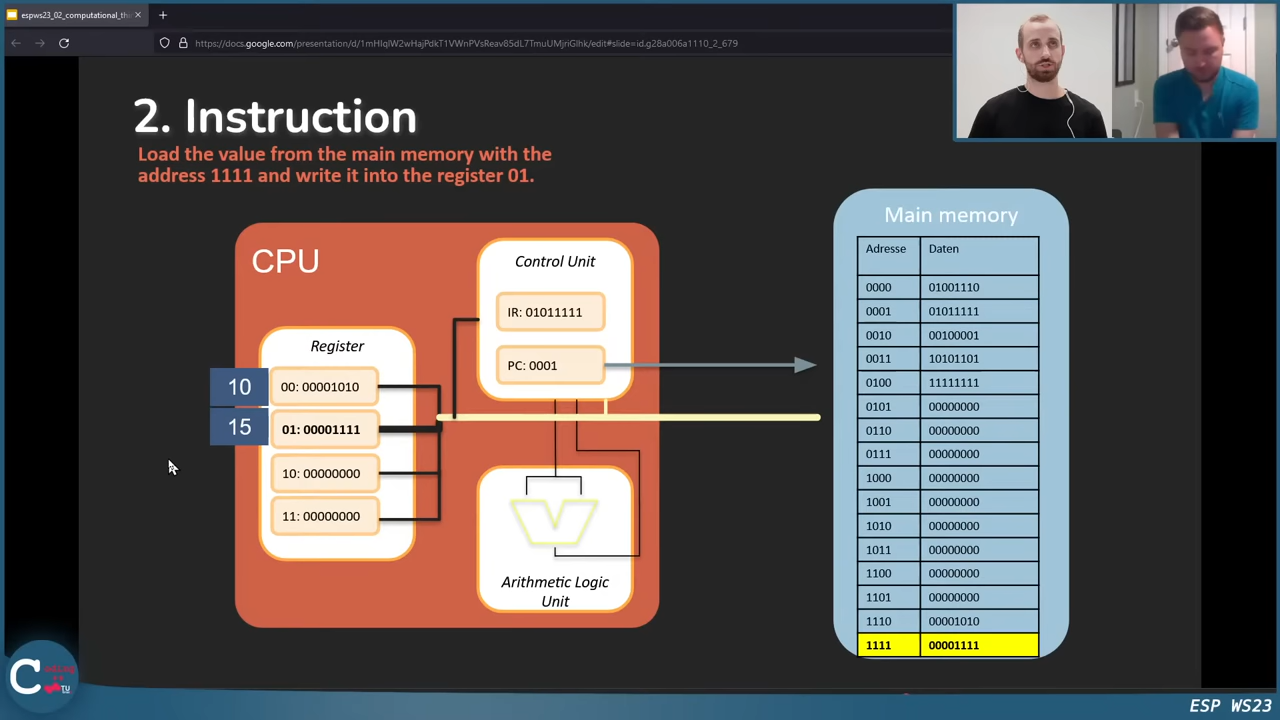 espws23_02_computational_th
https://docs.google.com/presentation/d/1mHIqlW2wHajPdkT1VWnPVsReav85dL7TmuUMjriGIhk/edit#slide=id.g28a006a1110_2_679
2. Instruction
Load the value from the main memory with the
address 1111 and write it into the register 01.
CPU
Control Unit
IR: 01011111
PC: 0001
Register
10
00: 00001010
15
01: 00001111
10: 00000000
11: 00000000
Arithmetic Logic
Unit
Main memory
Adresse Daten
0000 01001110
0001 01011111
0010 00100001
0011 10101101
0100 11111111
0101 00000000
0110 00000000
0111 00000000
1000 00000000
1001 00000000
1010 00000000
1011 00000000
1100 00000000
1101 00000000
1110 00001010
1111 00001111
C
TU
ESP WS23